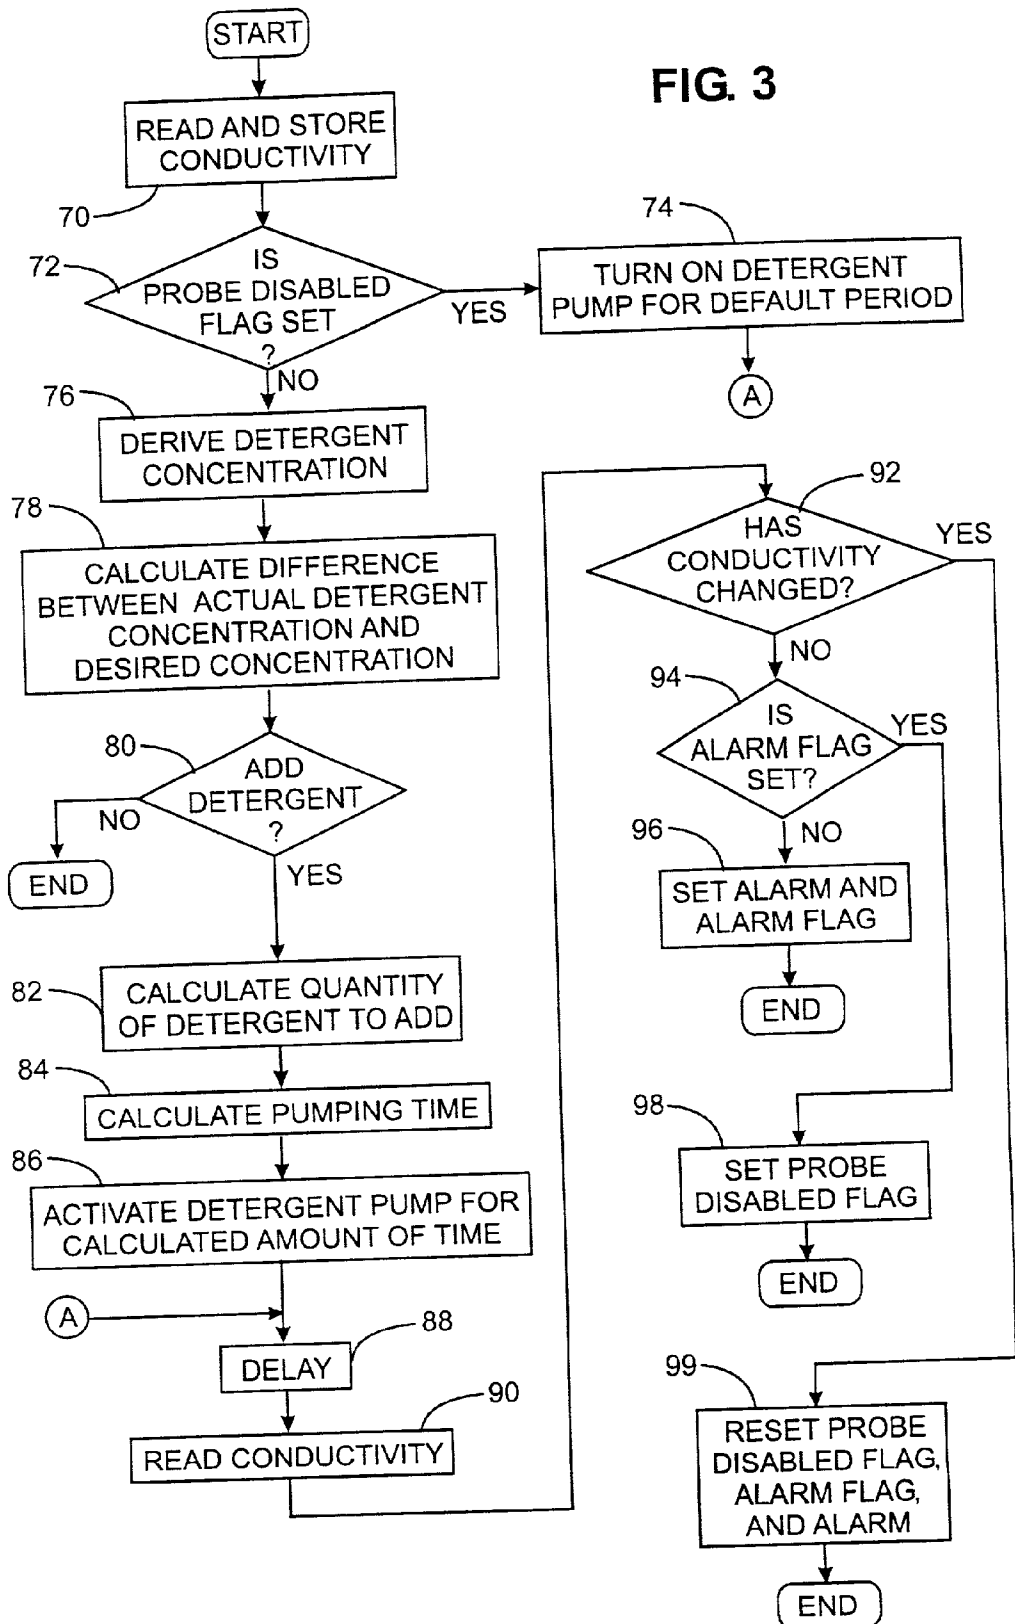 START
FIG. 3
READ AND STORE
CONDUCTIVITY
70
72
IS
PROBE DISABLED
FLAG SET
?
YES
NO
74
TURN ON DETERGENT
PUMP FOR DEFAULT PERIOD
A
76
DERIVE DETERGENT
CONCENTRATION
78
CALCULATE DIFFERENCE
BETWEEN ACTUAL DETERGENT
CONCENTRATION AND
DESIRED CONCENTRATION
80
ADD
DETERGENT
?
NO
END
YES
82
CALCULATE QUANTITY
OF DETERGENT TO ADD
84
CALCULATE PUMPING TIME
86
ACTIVATE DETERGENT PUMP FOR
CALCULATED AMOUNT OF TIME
A
88
DELAY
90
READ CONDUCTIVITY
92
HAS
CONDUCTIVITY
CHANGED?
YES
NO
94
IS
ALARM FLAG
SET?
YES
NO
96
SET ALARM AND
ALARM FLAG
END
98
SET PROBE
DISABLED FLAG
END
99
RESET PROBE
DISABLED FLAG,
ALARM FLAG,
AND ALARM
END